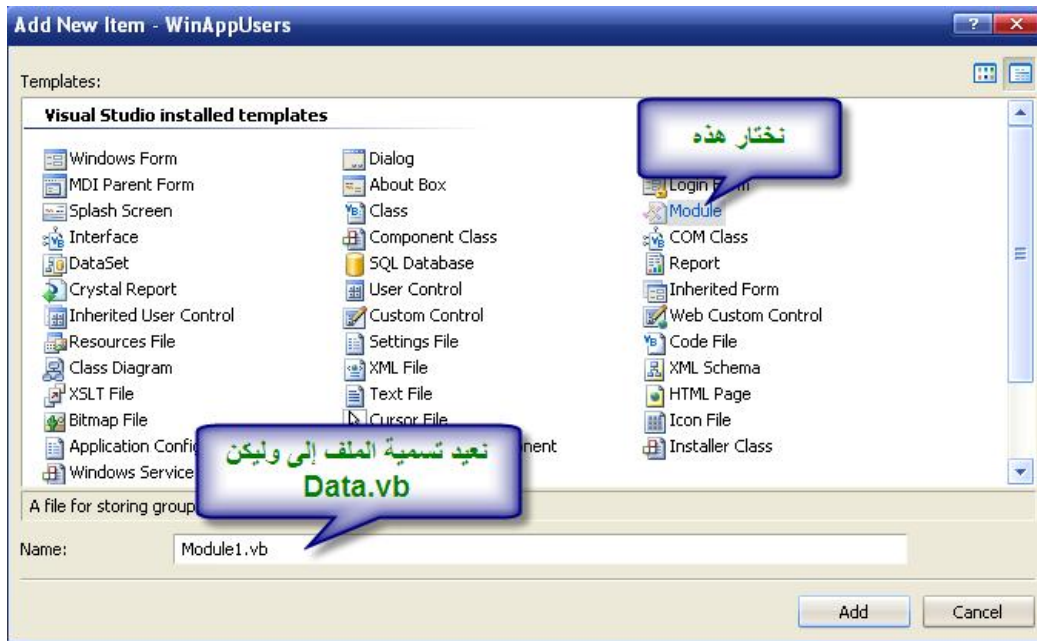 Add New Item - WinAppUsers
Templates:
Visual Studio installed templates
Windows Form
Dialog
نختار هذه
MDI Parent Form
About Box
Login
Splash Screen
Class
Module
Interface
Component Class
COM Class
DataSet
SQL Database
Report
Crystal Report
User Control
Inherited Form
Inherited User Control
Custom Control
Web Custom Control
Resources File
Settings File
Code File
Class Diagram
XML File
XML Schema
XSLT File
Text File
HTML Page
Bitmap File
Cursor File
Icon File
Application Config
nent
Installer Class
Windows Service
نعيد تسمية الملف إلى وليكن
Data.vb
A file for storing group
Name:
Module1.vb
Add
Cancel